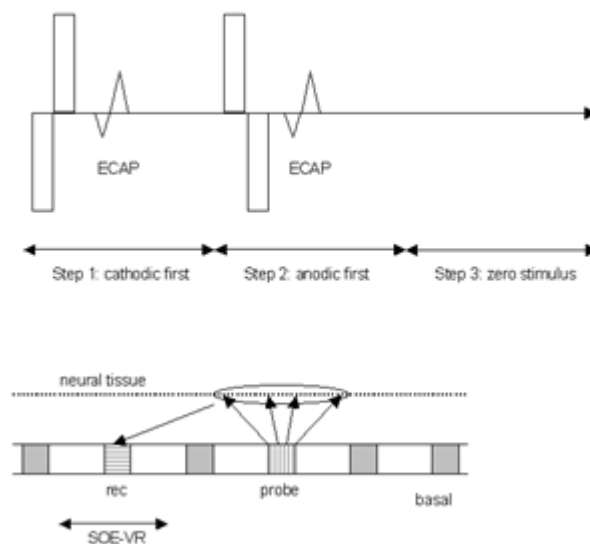 ECAP ECAP
Step 1: cathodic first Step 2: anodic first Step 3: zero stimulus
neural tissue
rec probe basal
SOE-VR